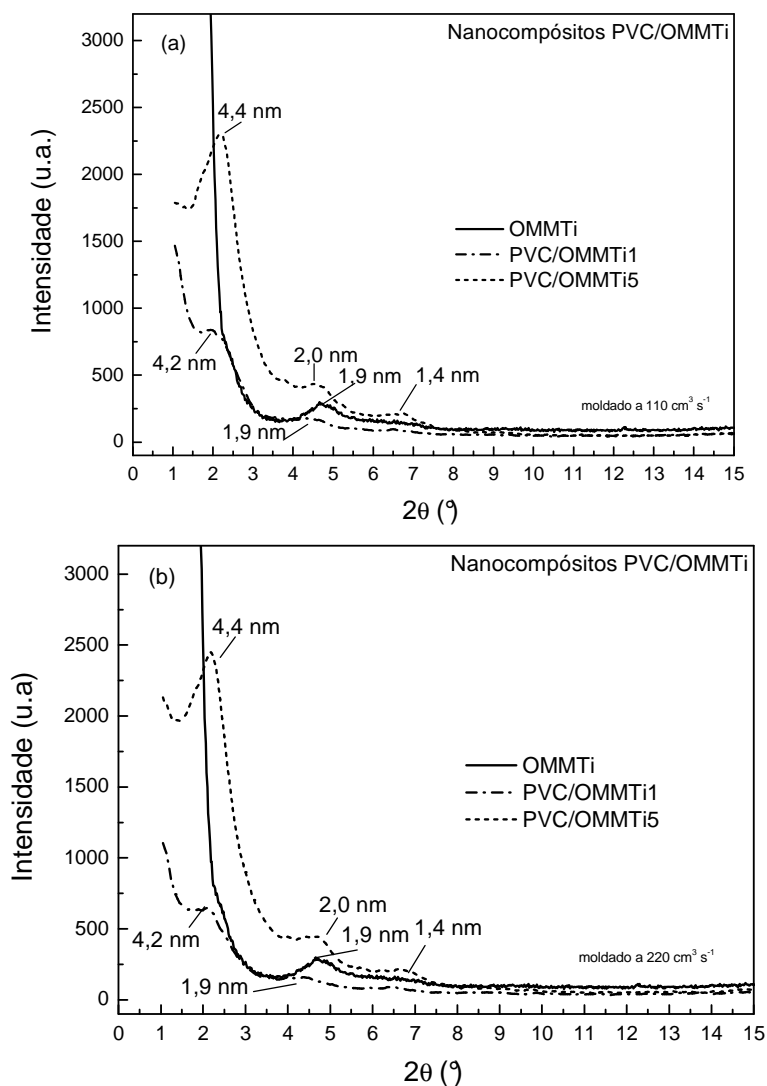 (a)
Nanocompósitos PVC/OMMTi
3000
2500
2000
1500
1000
500
0
Intensidade (u.a.)
4,4 nm
OMMTi
PVC/OMMTi1
PVC/OMMTi5
4,2 nm
2,0 nm
1,9 nm
1,4 nm
1,9 nm
moldado a 110 cm³ s⁻¹
0 1 2 3 4 5 6 7 8 9 10 11 12 13 14 15
2θ (º)
(b)
Nanocompósitos PVC/OMMTi
3000
2500
2000
1500
1000
500
0
Intensidade (u.a)
4,4 nm
OMMTi
PVC/OMMTi1
PVC/OMMTi5
4,2 nm
2,0 nm
1,9 nm
1,4 nm
1,9 nm
moldado a 220 cm³ s⁻¹
0 1 2 3 4 5 6 7 8 9 10 11 12 13 14 15
2θ (º)